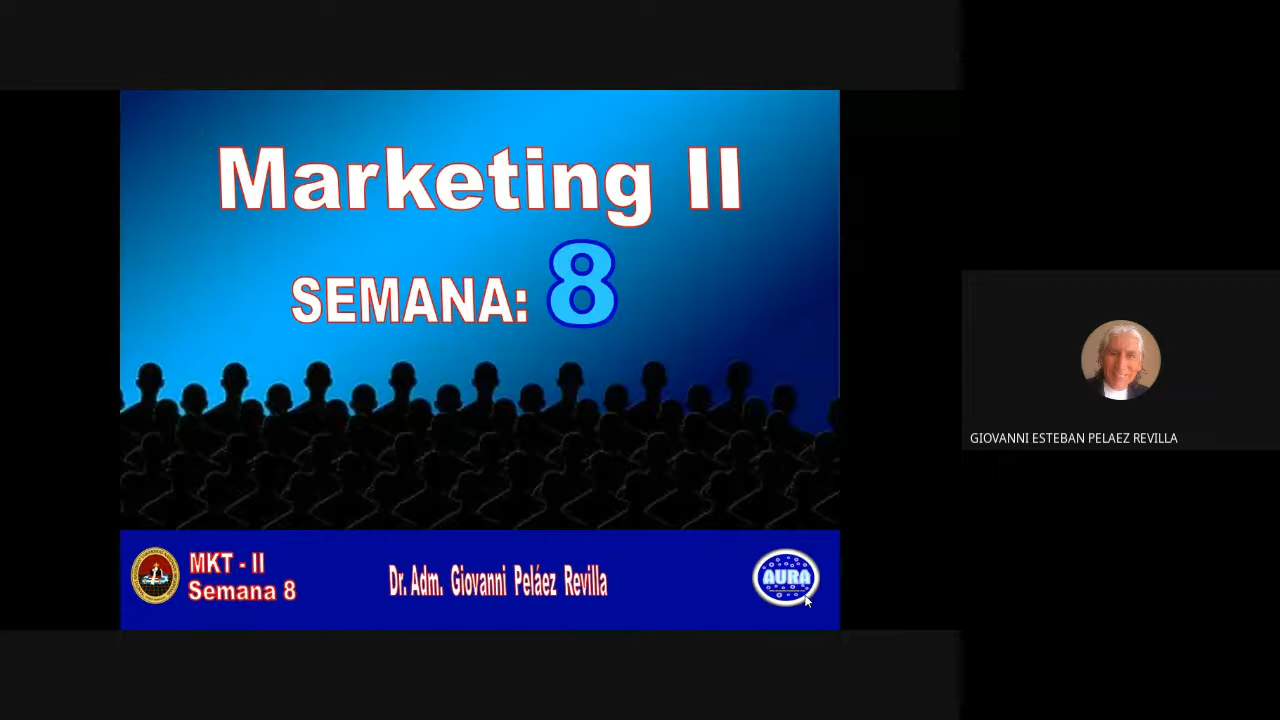 Marketing II
SEMANA: 8
MKT - II
Semana 8
Dr. Adm. Giovanni Peláez Revilla
AURA
GIOVANNI ESTEBAN PELAEZ REVILLA